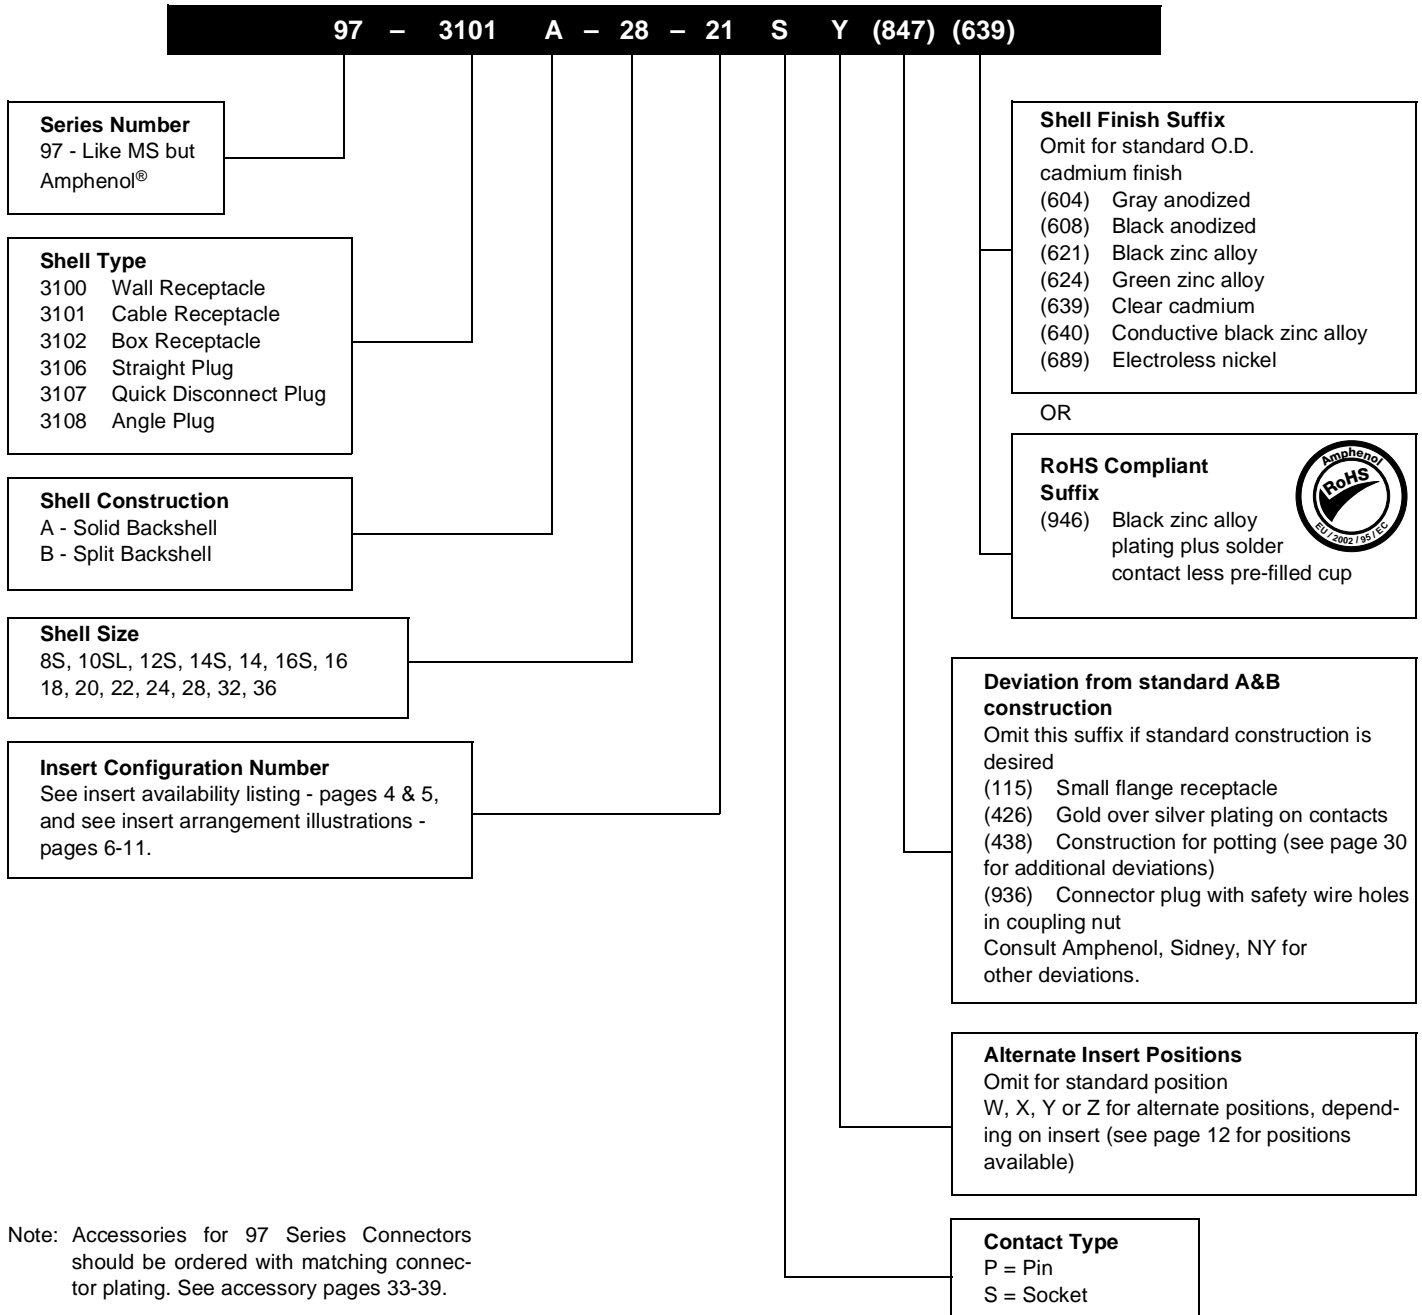 97 – 3101 A – 28 – 21 S Y (847) (639)
Series Number
97 - Like MS but
Amphenol®
Shell Type
3100 Wall Receptacle
3101 Cable Receptacle
3102 Box Receptacle
3106 Straight Plug
3107 Quick Disconnect Plug
3108 Angle Plug
Shell Construction
A - Solid Backshell
B - Split Backshell
Shell Size
8S, 10SL, 12S, 14S, 14, 16S, 16
18, 20, 22, 24, 28, 32, 36
Insert Configuration Number
See insert availability listing - pages 4 & 5,
and see insert arrangement illustrations -
pages 6-11.
Shell Finish Suffix
Omit for standard O.D.
cadmium finish
(604) Gray anodized
(608) Black anodized
(621) Black zinc alloy
(624) Green zinc alloy
(639) Clear cadmium
(640) Conductive black zinc alloy
(689) Electroless nickel
OR
RoHS Compliant
Suffix
(946) Black zinc alloy
plating plus solder
contact less pre-filled cup
Amphenol
RoHS
EU / 2002 / 95 / EC
Deviation from standard A&B
construction
Omit this suffix if standard construction is
desired
(115) Small flange receptacle
(426) Gold over silver plating on contacts
(438) Construction for potting (see page 30
for additional deviations)
(936) Connector plug with safety wire holes
in coupling nut
Consult Amphenol, Sidney, NY for
other deviations.
Alternate Insert Positions
Omit for standard position
W, X, Y or Z for alternate positions, depend-
ing on insert (see page 12 for positions
available)
Contact Type
P = Pin
S = Socket
Note: Accessories for 97 Series Connectors
should be ordered with matching connec-
tor plating. See accessory pages 33-39.